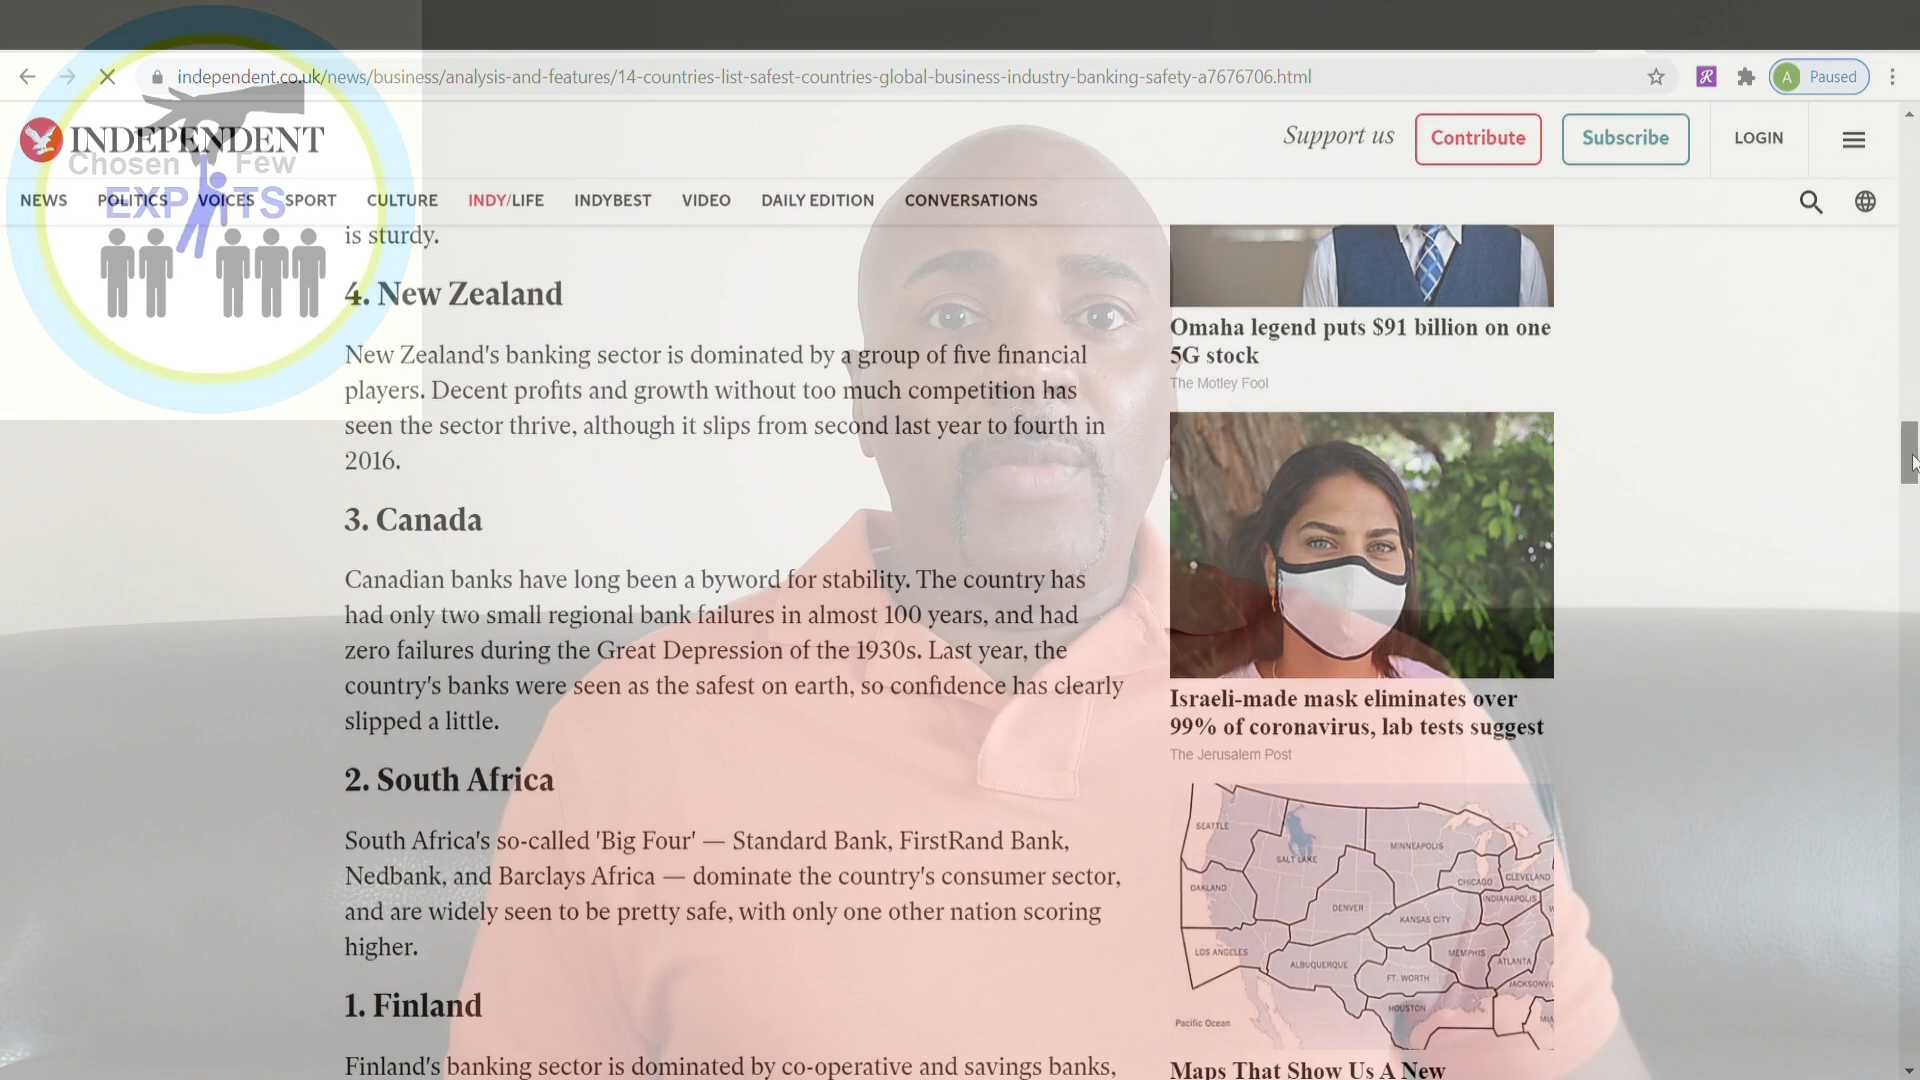 independent.co.uk/news/business/analysis-and-features/14-countries-list-safest-countries-global-business-industry-banking-safety-a7676706.html
A Paused
INDEPENDENT
Support us
Contribute
Subscribe
LOGIN
Chosen Few
EXPATS
NEWS POLITICS VOICES SPORT CULTURE INDY/LIFE INDYBEST VIDEO DAILY EDITION CONVERSATIONS
is sturdy.
4. New Zealand
New Zealand's banking sector is dominated by a group of five financial
players. Decent profits and growth without too much competition has
seen the sector thrive, although it slips from second last year to fourth in
2016.
3. Canada
Canadian banks have long been a byword for stability. The country has
had only two small regional bank failures in almost 100 years, and had
zero failures during the Great Depression of the 1930s. Last year, the
country's banks were seen as the safest on earth, so confidence has clearly
slipped a little.
2. South Africa
South Africa's so-called 'Big Four' — Standard Bank, FirstRand Bank,
Nedbank, and Barclays Africa — dominate the country's consumer sector,
and are widely seen to be pretty safe, with only one other nation scoring
higher.
1. Finland
Finland's banking sector is dominated by co-operative and savings banks,
Omaha legend puts $91 billion on one
5G stock
The Motley Fool
Israeli-made mask eliminates over
99% of coronavirus, lab tests suggest
The Jerusalem Post
SEATTLE
MINNEAPOLIS
SALT LAKE
CHICAGO
CLEVELAND
OAKLAND
INDIANAPOLIS
DENVER
KANSAS CITY
LOS ANGELES
MEMPHIS
ATLANTA
ALBUQUERQUE
FT. WORTH
JACKSONVI
HOUSTON
MIA
Pacific Ocean
Maps That Show Us A New